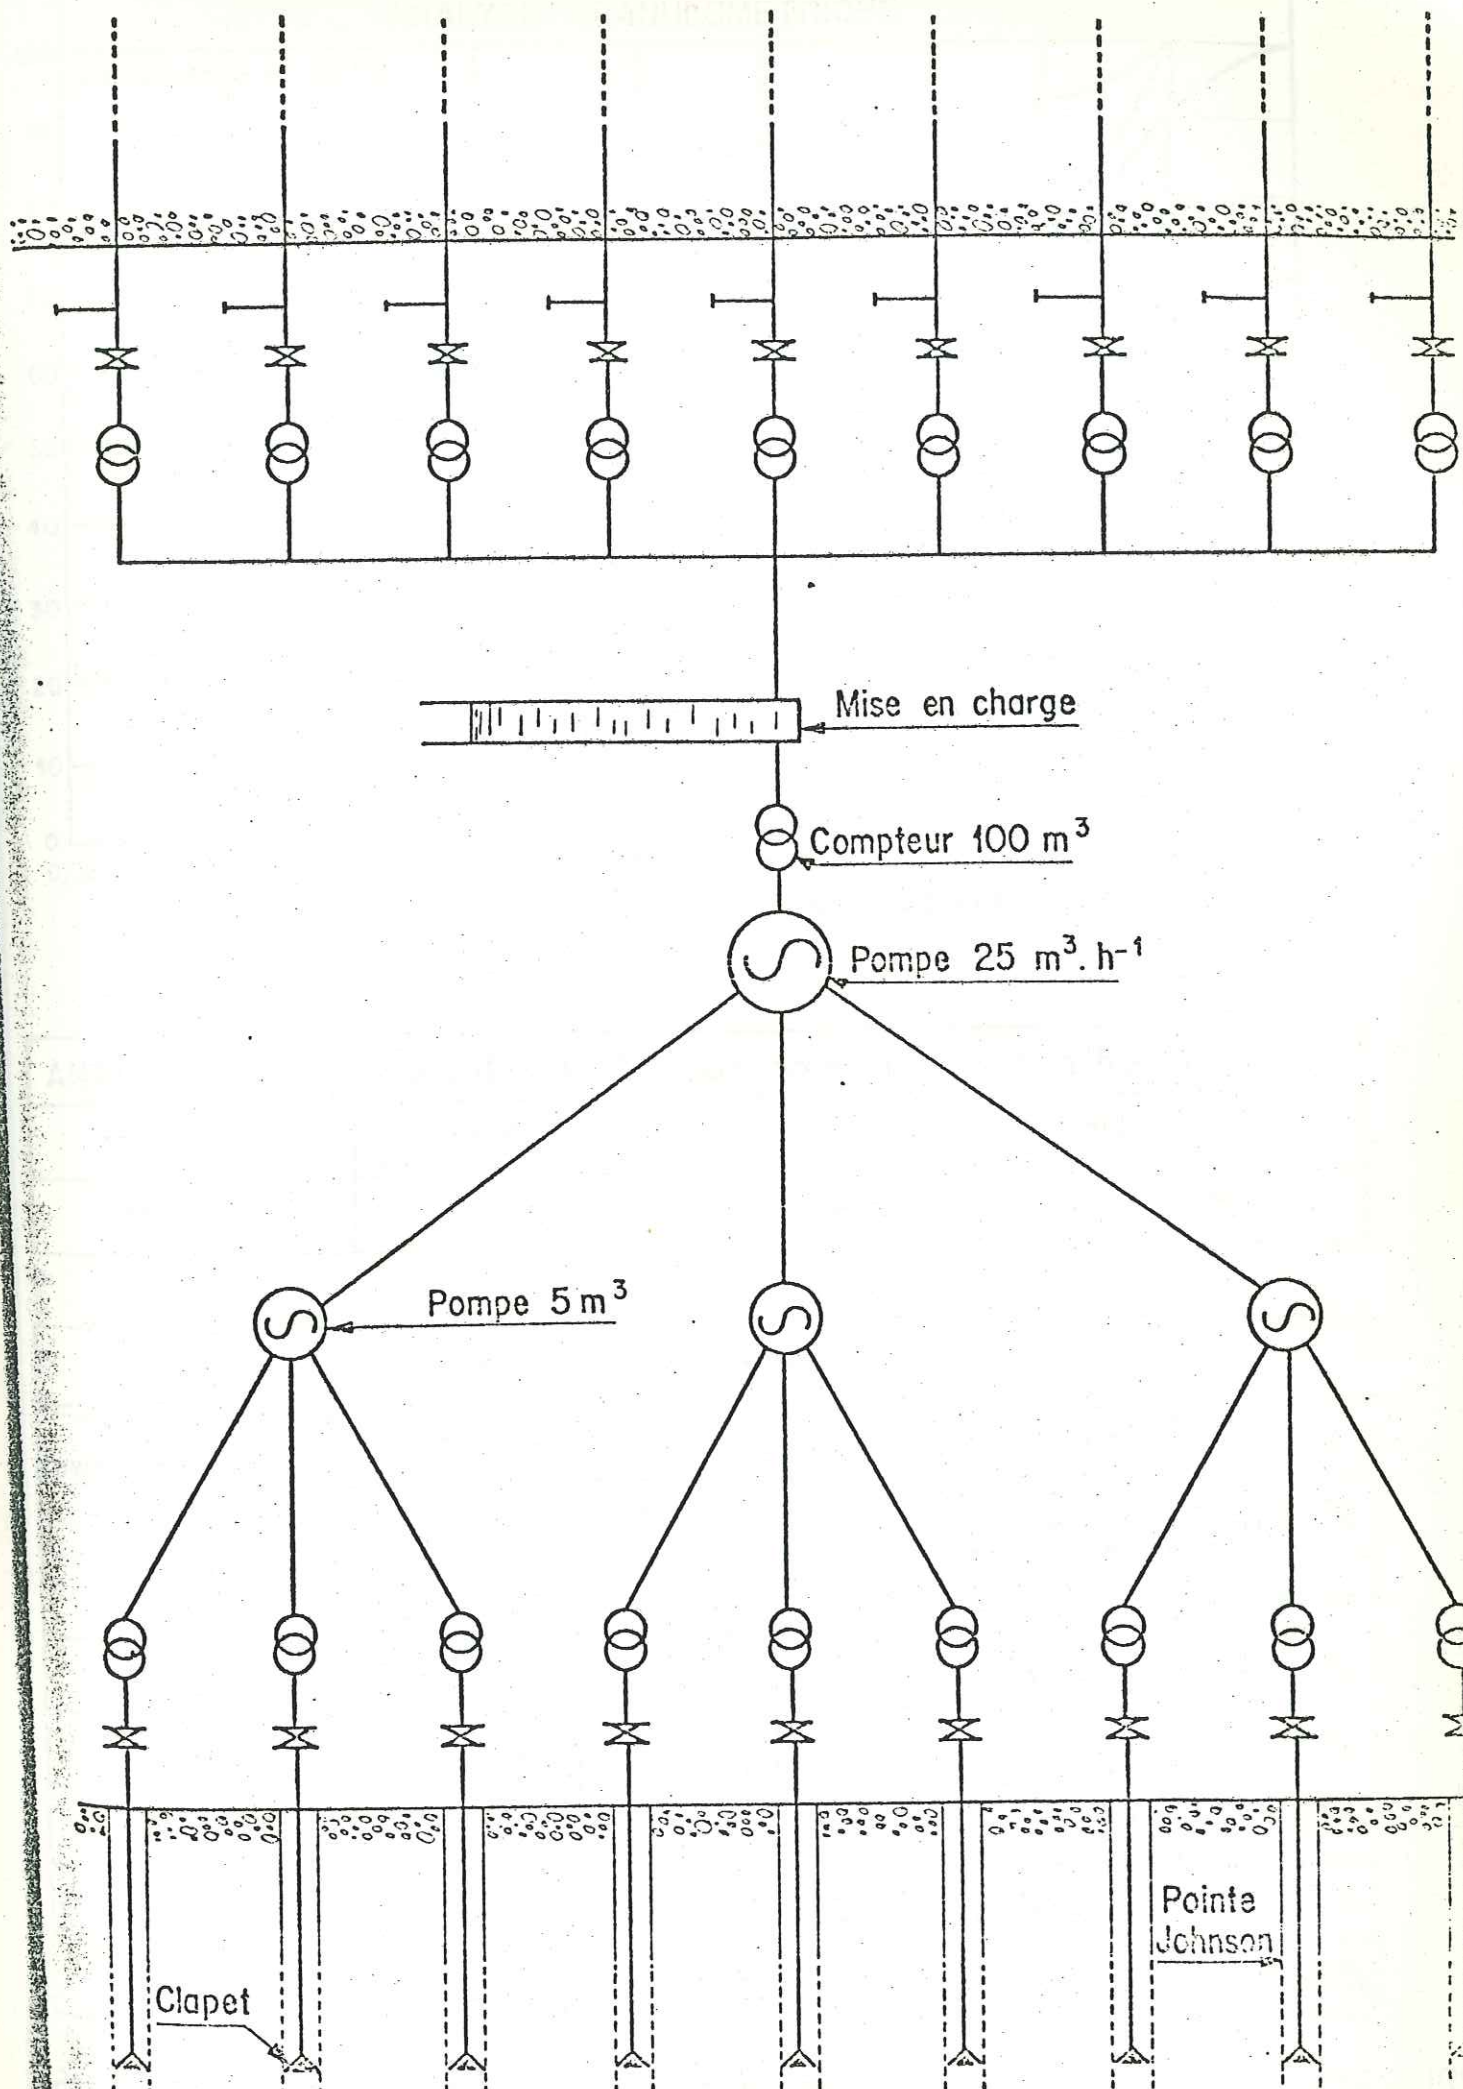 Mise en charge
Compteur 100 m³
Pompe 25 m³. h⁻¹
Pompe 5 m³
Pointe
Johnson
Clapet